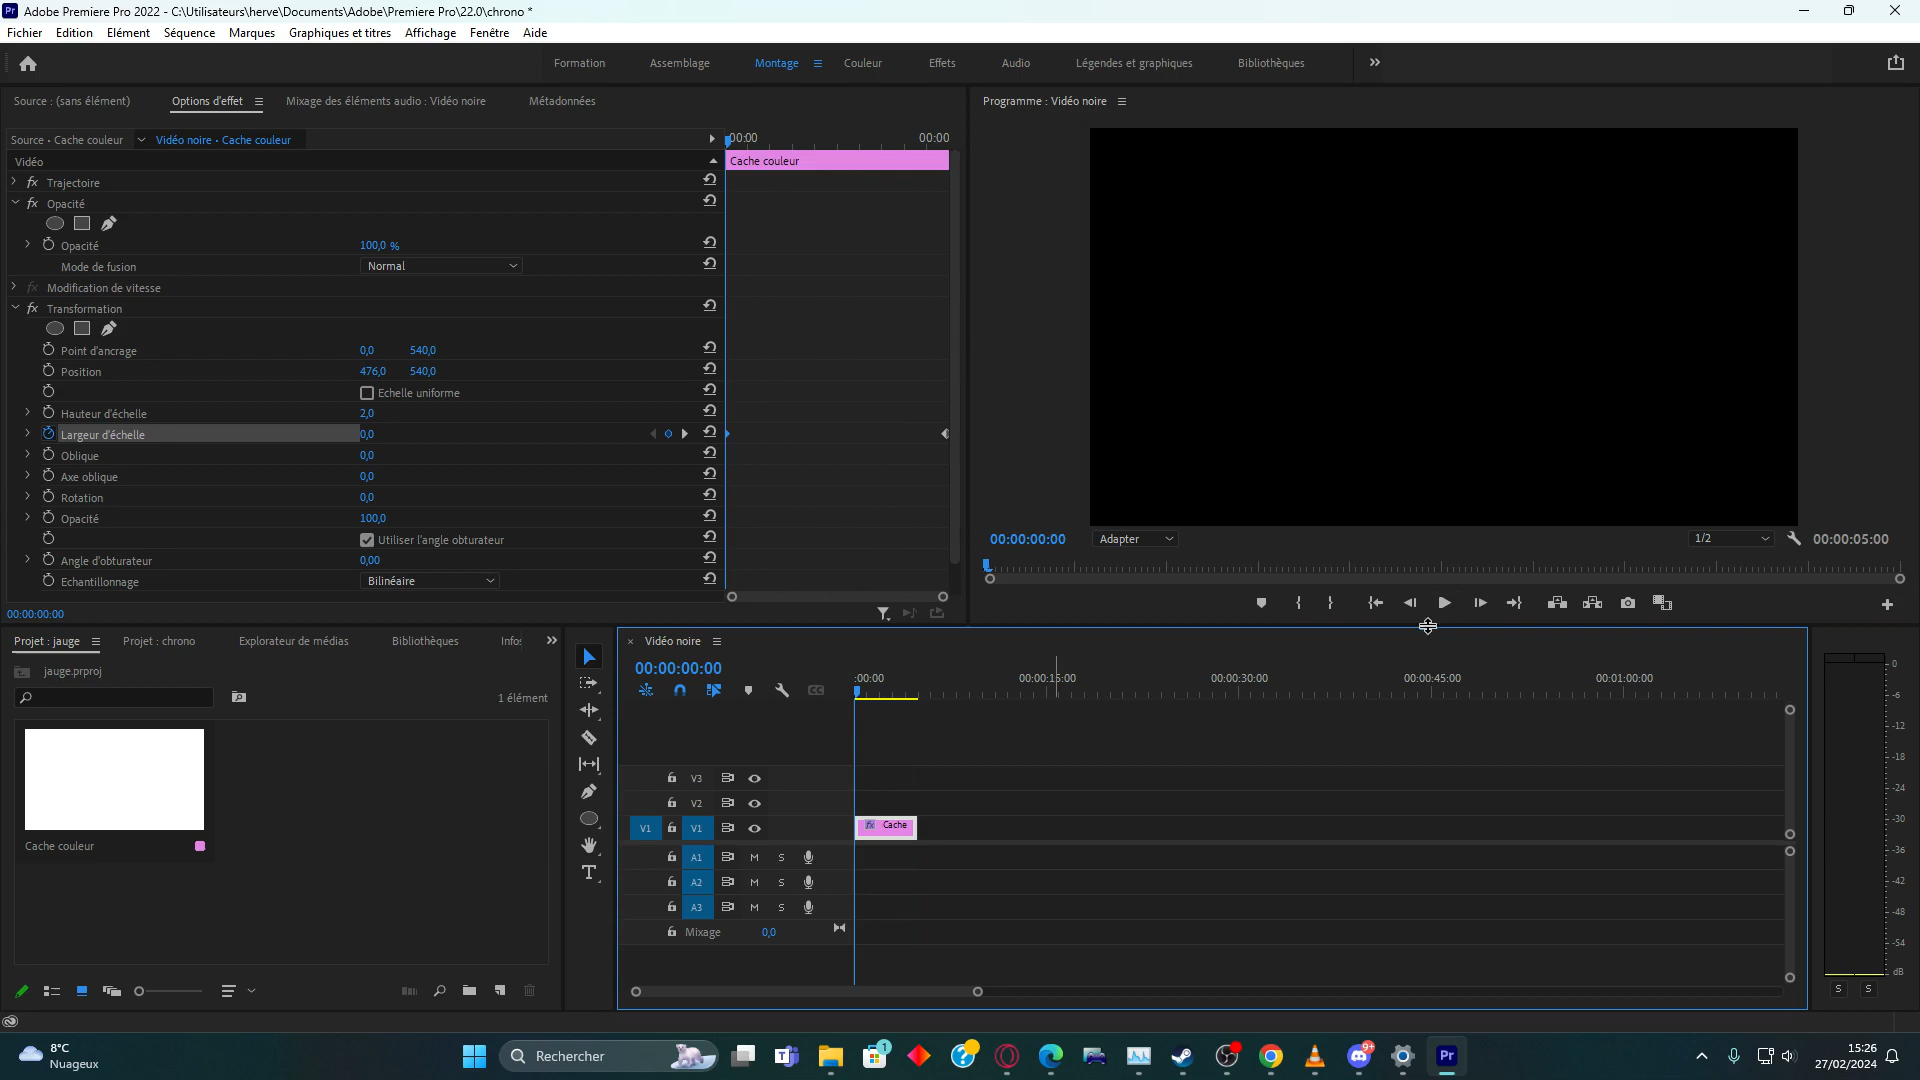 Pr Adobe Premiere Pro 2022 - C:\Utilisateurs\herve\Documents\Adobe\Premiere Pro\22.0\chrono *
Fichier Edition Elément Séquence Marques Graphiques et titres Affichage Fenêtre Aide
Formation Montage Assemblage Couleur Effets Audio Légendes et graphiques Bibliothèques
Source : (sans élément) Options d'effet Mixage des éléments audio : Vidéo noire Métadonnées
Programme : Vidéo noire
Source • Cache couleur Vidéo noire • Cache couleur
00:00 00:00
Vidéo
Cache couleur
fx Trajectoire
fx Opacité
Opacité 100,0 %
Mode de fusion Normal
fx Modification de vitesse
fx Transformation
Point d'ancrage 0,0 540,0
Position 476,0 540,0
Echelle uniforme
Hauteur d'échelle 2,0
Largeur d'échelle 0,0
Oblique 0,0
Axe oblique 0,0
Rotation 0,0
Opacité 100,0
Utiliser l'angle obturateur
Angle d'obturateur 0,00
Echantillonnage Bilinéaire
00:00:00:00
00:00:00:00 Adapter 1/2 00:00:05:00
Projet : jauge Projet : chrono Explorateur de médias Bibliothèques Infos
jauge.prproj
1 élément
Cache couleur
× Vidéo noire
00:00:00:00
:00:00 00:00:15:00 00:00:30:00 00:00:45:00 00:01:00:00
V3
V2
V1 V1 fx Cache
A1 M S
A2 M S
A3 M S
Mixage 0,0
0
-6
-12
-18
-24
-30
-36
-42
-48
-54
dB
S S
8°C
Nuageux
Rechercher
1
9+
Pr
15:26
27/02/2024